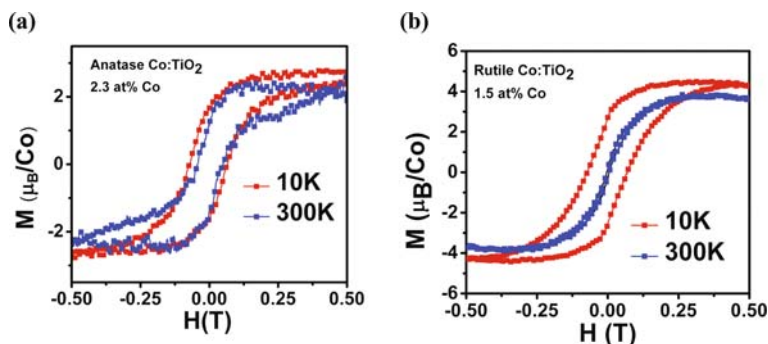 (a)
Anatase Co:TiO₂
2.3 at% Co
2
0
-2
M (μB/Co)
10K
300K
-0.50 -0.25 0.00 0.25 0.50
H(T)
(b)
Rutile Co:TiO₂
1.5 at% Co
6
4
2
0
-2
-4
-6
M (μB/Co)
10K
300K
-0.50 -0.25 0.00 0.25 0.50
H (T)